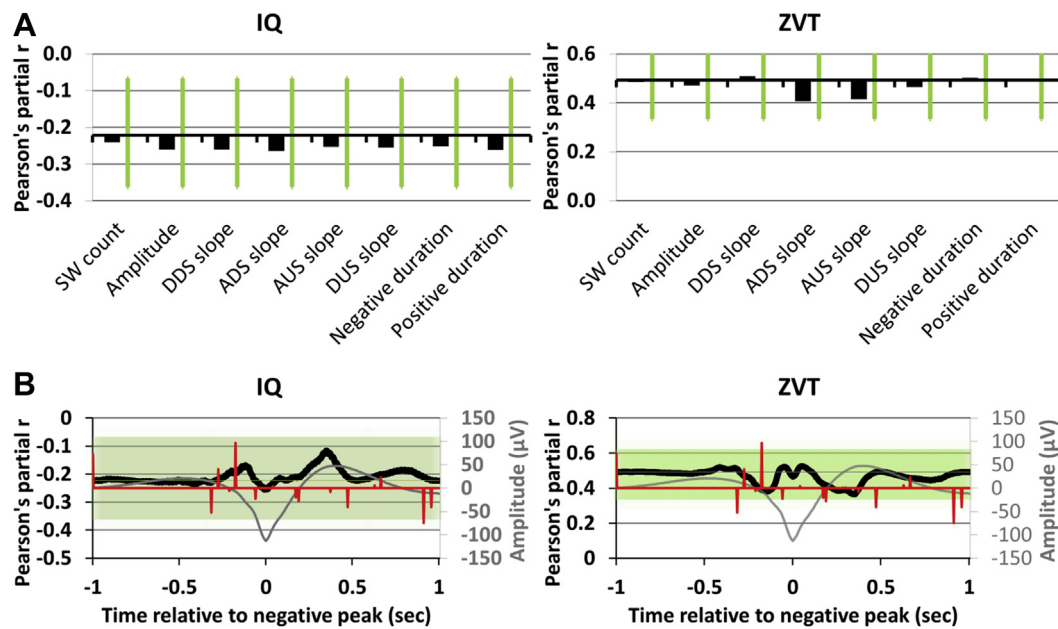 A
IQ
ZVT
Pearson's partial r
0.0
-0.1
-0.2
-0.3
-0.4
SW count
Amplitude
DDS slope
ADS slope
AUS slope
DUS slope
Negative duration
Positive duration
Pearson's partial r
0.6
0.4
0.2
0.0
SW count
Amplitude
DDS slope
ADS slope
AUS slope
DUS slope
Negative duration
Positive duration
B
IQ
ZVT
Pearson's partial r
0
-0.1
-0.2
-0.3
-0.4
-0.5
150
100
50
0
-50
-100
-150
Amplitude (µV)
-1
-0.5
0
0.5
1
Time relative to negative peak (sec)
Pearson's partial r
0.8
0.6
0.4
0.2
0
150
100
50
0
-50
-100
-150
Amplitude (µV)
-1
-0.5
0
0.5
1
Time relative to negative peak (sec)